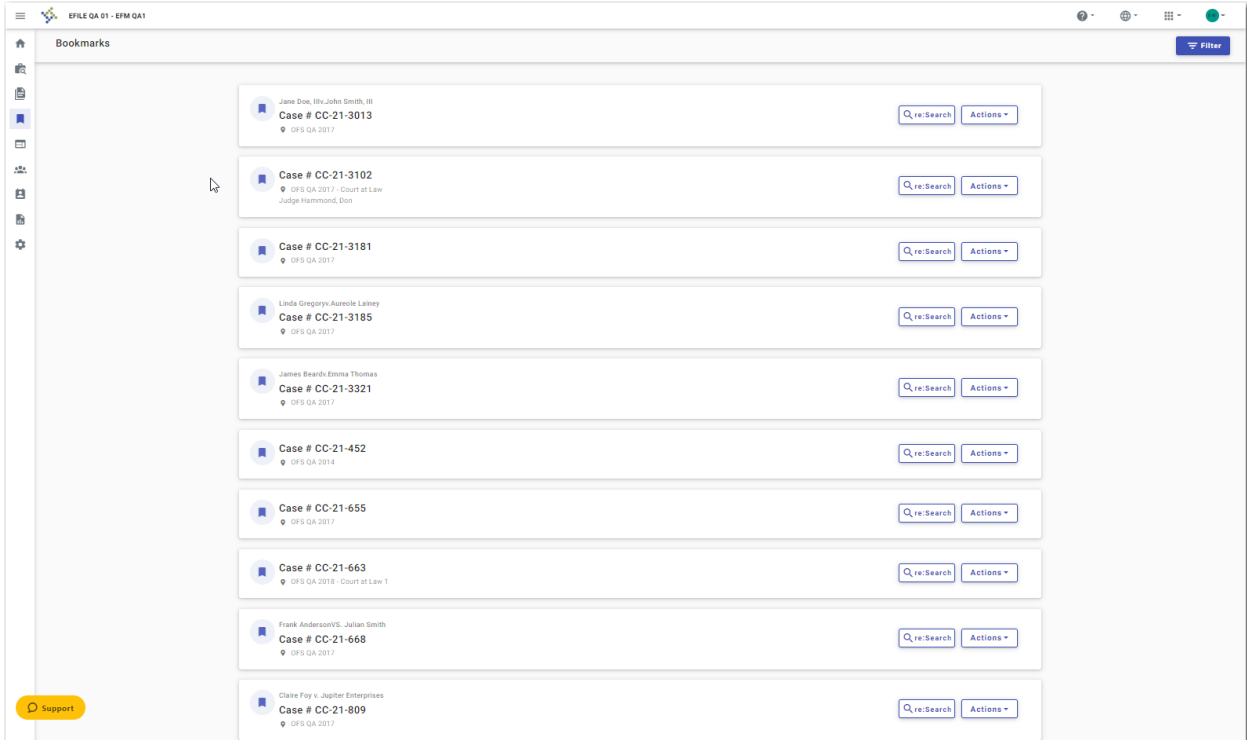 EFILE QA 01 - EFM QA1
Bookmarks
Filter
Jane Doe, IIIv.John Smith, III
Case # CC-21-3013
OFS QA 2017
re:Search
Actions
Case # CC-21-3102
OFS QA 2017 - Court at Law
Judge Hammond, Don
re:Search
Actions
Case # CC-21-3181
OFS QA 2017
re:Search
Actions
Linda Gregoryv.Aureole Lainey
Case # CC-21-3185
OFS QA 2017
re:Search
Actions
James Beardv.Emma Thomas
Case # CC-21-3321
OFS QA 2017
re:Search
Actions
Case # CC-21-452
OFS QA 2014
re:Search
Actions
Case # CC-21-655
OFS QA 2017
re:Search
Actions
Case # CC-21-663
OFS QA 2018 - Court at Law 1
re:Search
Actions
Frank AndersonVS. Julian Smith
Case # CC-21-668
OFS QA 2017
re:Search
Actions
Claire Foy v. Jupiter Enterprises
Case # CC-21-809
OFS QA 2017
re:Search
Actions
Support